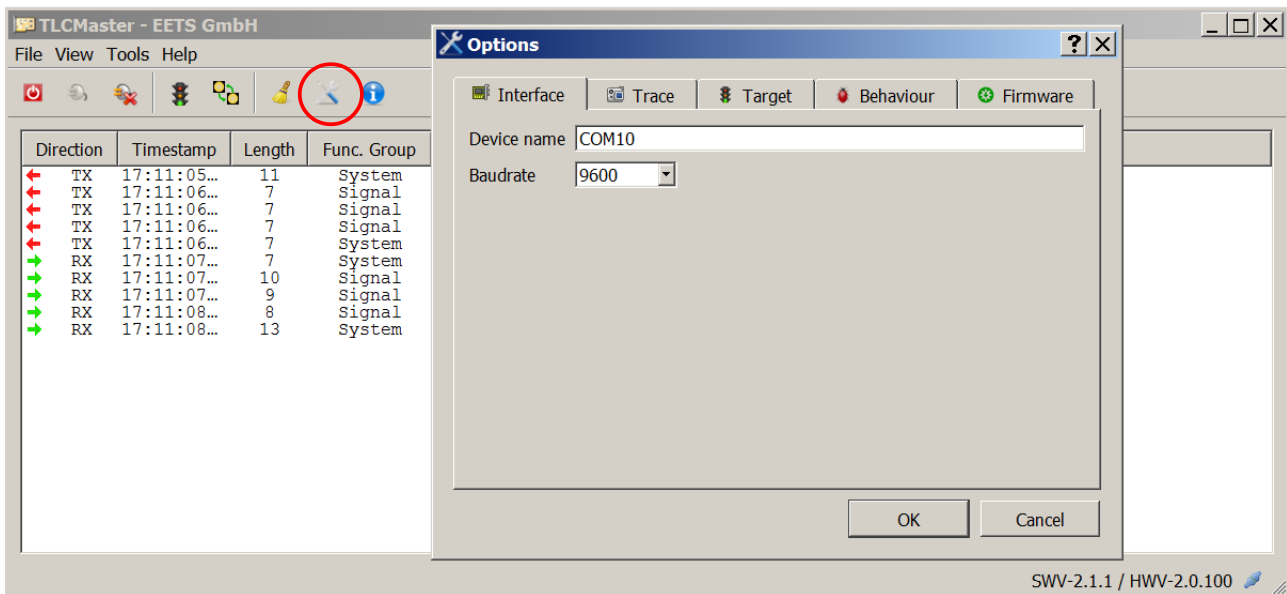 TLCMaster - EETS GmbH
File View Tools Help
Direction Timestamp Length Func. Group
TX 17:11:05... 11 System
TX 17:11:06... 7 Signal
TX 17:11:06... 7 Signal
TX 17:11:06... 7 Signal
TX 17:11:06... 7 System
RX 17:11:07... 7 System
RX 17:11:07... 10 Signal
RX 17:11:07... 9 Signal
RX 17:11:08... 8 Signal
RX 17:11:08... 13 System
Options
Interface Trace Target Behaviour Firmware
Device name COM10
Baudrate 9600
OK Cancel
SWV-2.1.1 / HWV-2.0.100